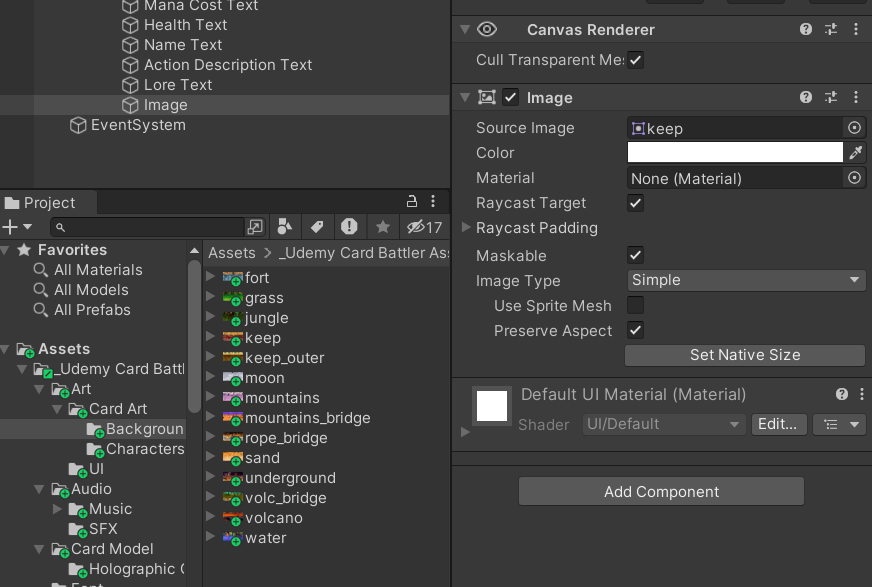 Mana Cost Text
Health Text
Name Text
Action Description Text
Lore Text
Image
EventSystem
Project
17
Favorites
All Materials
All Models
All Prefabs
Assets
_Udemy Card Battl
Art
Card Art
Backgroun
Characters
UI
Audio
Music
SFX
Card Model
Holographic
Assets > _Udemy Card Battler Ass
fort
grass
jungle
keep
keep_outer
moon
mountains
mountains_bridge
rope_bridge
sand
underground
volc_bridge
volcano
water
Canvas Renderer
Cull Transparent Me
Image
Source Image keep
Color
Material None (Material)
Raycast Target
Raycast Padding
Maskable
Image Type Simple
Use Sprite Mesh
Preserve Aspect
Set Native Size
Default UI Material (Material)
Shader UI/Default Edit...
Add Component